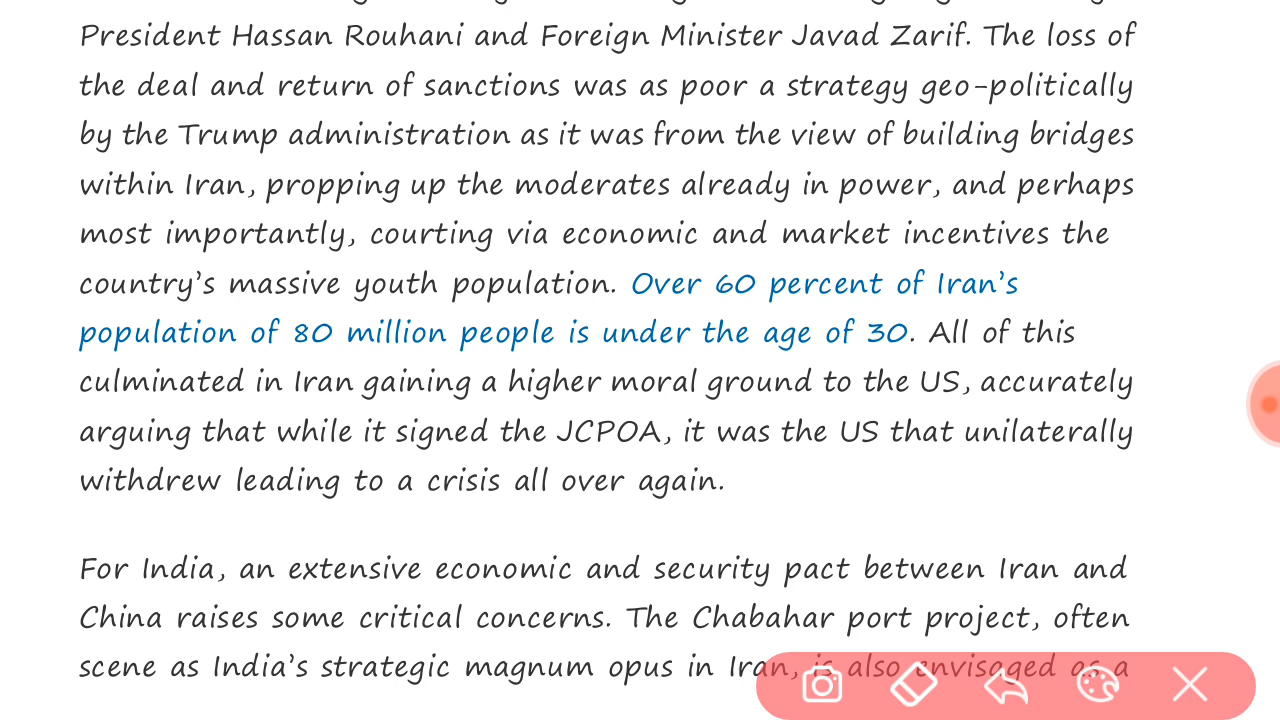 President Hassan Rouhani and Foreign Minister Javad Zarif. The loss of
the deal and return of sanctions was as poor a strategy geo-politically
by the Trump administration as it was from the view of building bridges
within Iran, propping up the moderates already in power, and perhaps
most importantly, courting via economic and market incentives the
country’s massive youth population. Over 60 percent of Iran’s
population of 80 million people is under the age of 30. All of this
culminated in Iran gaining a higher moral ground to the US, accurately
arguing that while it signed the JCPOA, it was the US that unilaterally
withdrew leading to a crisis all over again.
For India, an extensive economic and security pact between Iran and
China raises some critical concerns. The Chabahar port project, often
scene as India’s strategic magnum opus in Iran, is also envisaged as a